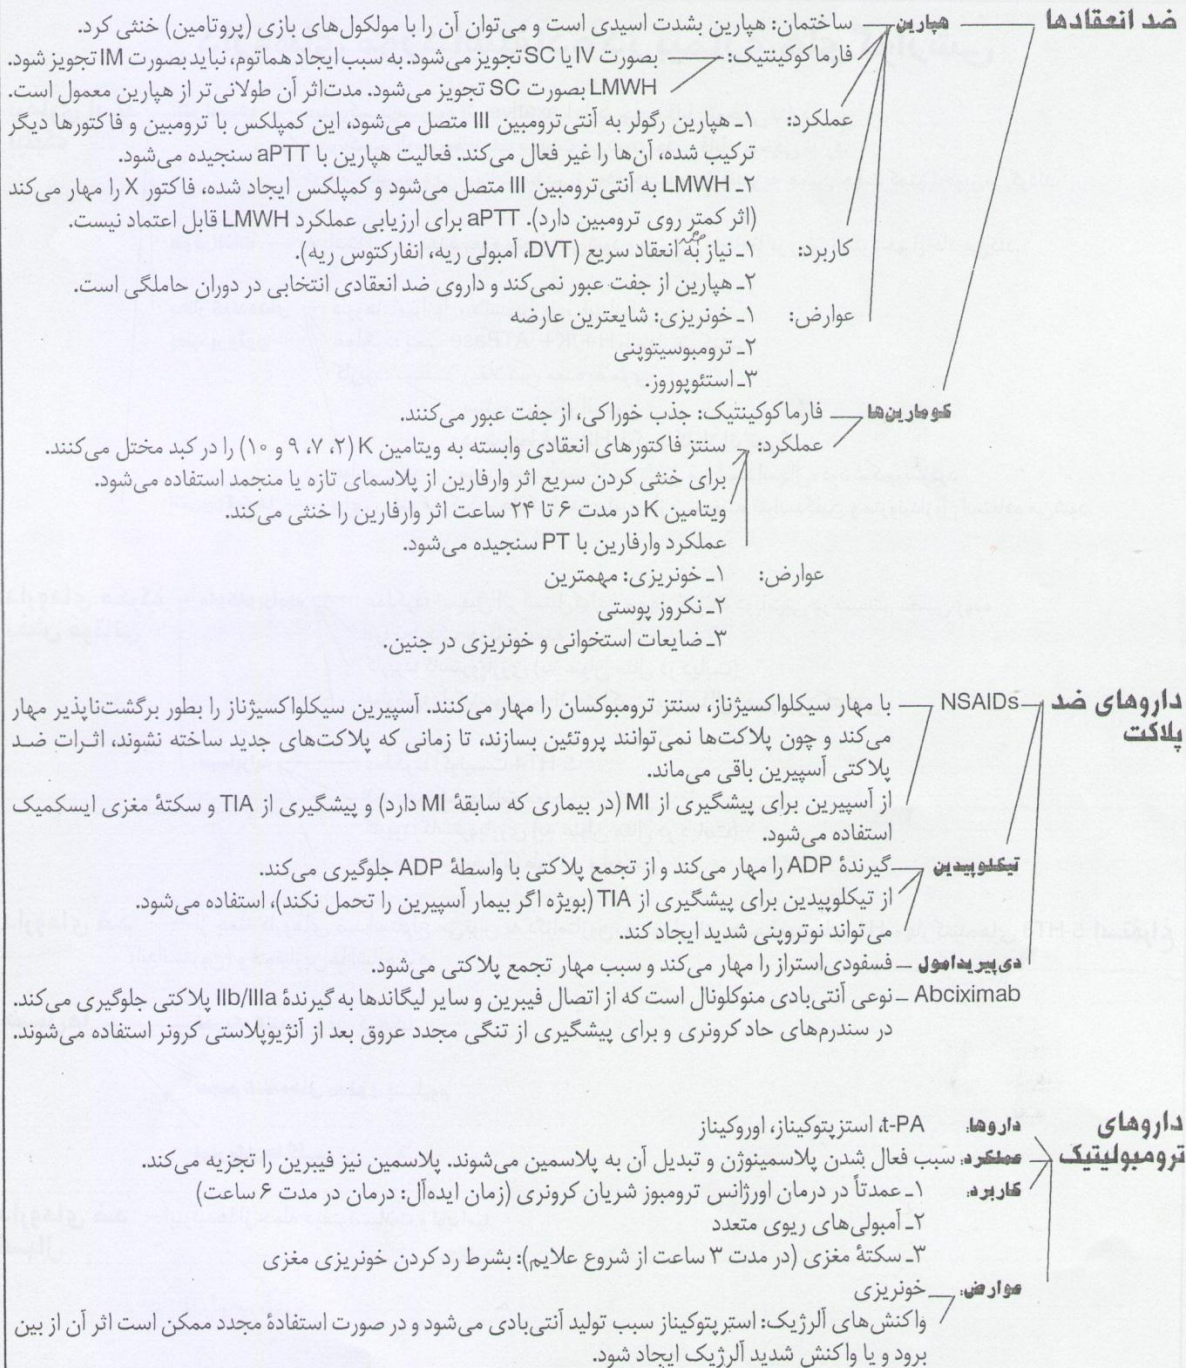 ضد انعقادها
هپارین
ساختمان: هپارین بشدت اسیدی است و می‌توان آن را با مولکول‌های بازی (پروتامین) خنثی کرد.
فارماکوکینتیک: بصورت IV یا SC تجویز می‌شود. به سبب ایجاد هماتوم، نباید بصورت IM تجویز شود.
LMWH بصورت SC تجویز می‌شود. مدت‌اثر آن طولانی‌تر از هپارین معمول است.
عملکرد: ۱ـ هپارین رگولر به آنتی‌ترومبین III متصل می‌شود، این کمپلکس با ترومبین و فاکتورها دیگر
ترکیب شده، آن‌ها را غیر فعال می‌کند. فعالیت هپارین با aPTT سنجیده می‌شود.
۲ـ LMWH به آنتی‌ترومبین III متصل می‌شود و کمپلکس ایجاد شده، فاکتور X را مهار می‌کند
(اثر کمتر روی ترومبین دارد). aPTT برای ارزیابی عملکرد LMWH قابل اعتماد نیست.
کاربرد: ۱ـ نیاز به ضد انعقاد سریع (DVT، آمبولی ریه، انفارکتوس ریه).
۲ـ هپارین از جفت عبور نمی‌کند و داروی ضد انعقادی انتخابی در دوران حاملگی است.
عوارض: ۱ـ خونریزی: شایعترین عارضه
۲ـ ترومبوسیتوپنی
۳ـ استئوپوروز.
کومارین‌ها
فارماکوکینتیک: جذب خوراکی، از جفت عبور می‌کنند.
عملکرد: سنتز فاکتورهای انعقادی وابسته به ویتامین K (۲، ۷، ۹ و ۱۰) را در کبد مختل می‌کنند.
برای خنثی کردن سریع اثر وارفارین از پلاسمای تازه یا منجمد استفاده می‌شود.
ویتامین K در مدت ۶ تا ۲۴ ساعت اثر وارفارین را خنثی می‌کند.
عملکرد وارفارین با PT سنجیده می‌شود.
عوارض: ۱ـ خونریزی: مهمترین
۲ـ نکروز پوستی
۳ـ ضایعات استخوانی و خونریزی در جنین.
داروهای ضد
پلاکت
NSAIDs
با مهار سیکلواکسیژناز، سنتز ترومبوکسان را مهار می‌کنند. آسپیرین سیکلواکسیژناز را بطور برگشت‌ناپذیر مهار
می‌کند و چون پلاکت‌ها نمی‌توانند پروتئین بسازند، تا زمانی که پلاکت‌های جدید ساخته نشوند، اثرات ضد
پلاکتی آسپیرین باقی می‌ماند.
از آسپیرین برای پیشگیری از MI (در بیماری که سابقهٔ MI دارد) و پیشگیری از TIA و سکتهٔ مغزی ایسکمیک
استفاده می‌شود.
تیکلوپیدین
گیرندهٔ ADP را مهار می‌کند و از تجمع پلاکتی با واسطهٔ ADP جلوگیری می‌کند.
از تیکلوپیدین برای پیشگیری از TIA (بویژه اگر بیمار آسپیرین را تحمل نکند)، استفاده می‌شود.
می‌تواند نوتروپنی شدید ایجاد کند.
دی‌پیریدامول
فسفودی‌استراز را مهار می‌کند و سبب مهار تجمع پلاکتی می‌شود.
Abciximab
نوعی آنتی‌بادی منوکلونال است که از اتصال فیبرین و سایر لیگاندها به گیرندهٔ IIb/IIIa پلاکتی جلوگیری می‌کند.
در سندرم‌های حاد کرونری و برای پیشگیری از تنگی مجدد عروق بعد از آنژیوپلاستی کرونر استفاده می‌شوند.
داروهای
ترومبولیتیک
داروها: t-PA، استرپتوکیناز، اوروکیناز
عملکرد: سبب فعال شدن پلاسمینوژن و تبدیل آن به پلاسمین می‌شوند. پلاسمین نیز فیبرین را تجزیه می‌کند.
کاربرد: ۱ـ عمدتاً در درمان اورژانس ترومبوز شریان کرونری (زمان ایده‌آل: درمان در مدت ۶ ساعت)
۲ـ آمبولی‌های ریوی متعدد
۳ـ سکتهٔ مغزی (در مدت ۳ ساعت از شروع علایم): بشرط رد کردن خونریزی مغزی
عوارض: خونریزی
واکنش‌های آلرژیک: استرپتوکیناز سبب تولید آنتی‌بادی می‌شود و در صورت استفادهٔ مجدد ممکن است اثر آن از بین
برود و یا واکنش شدید آلرژیک ایجاد شود.